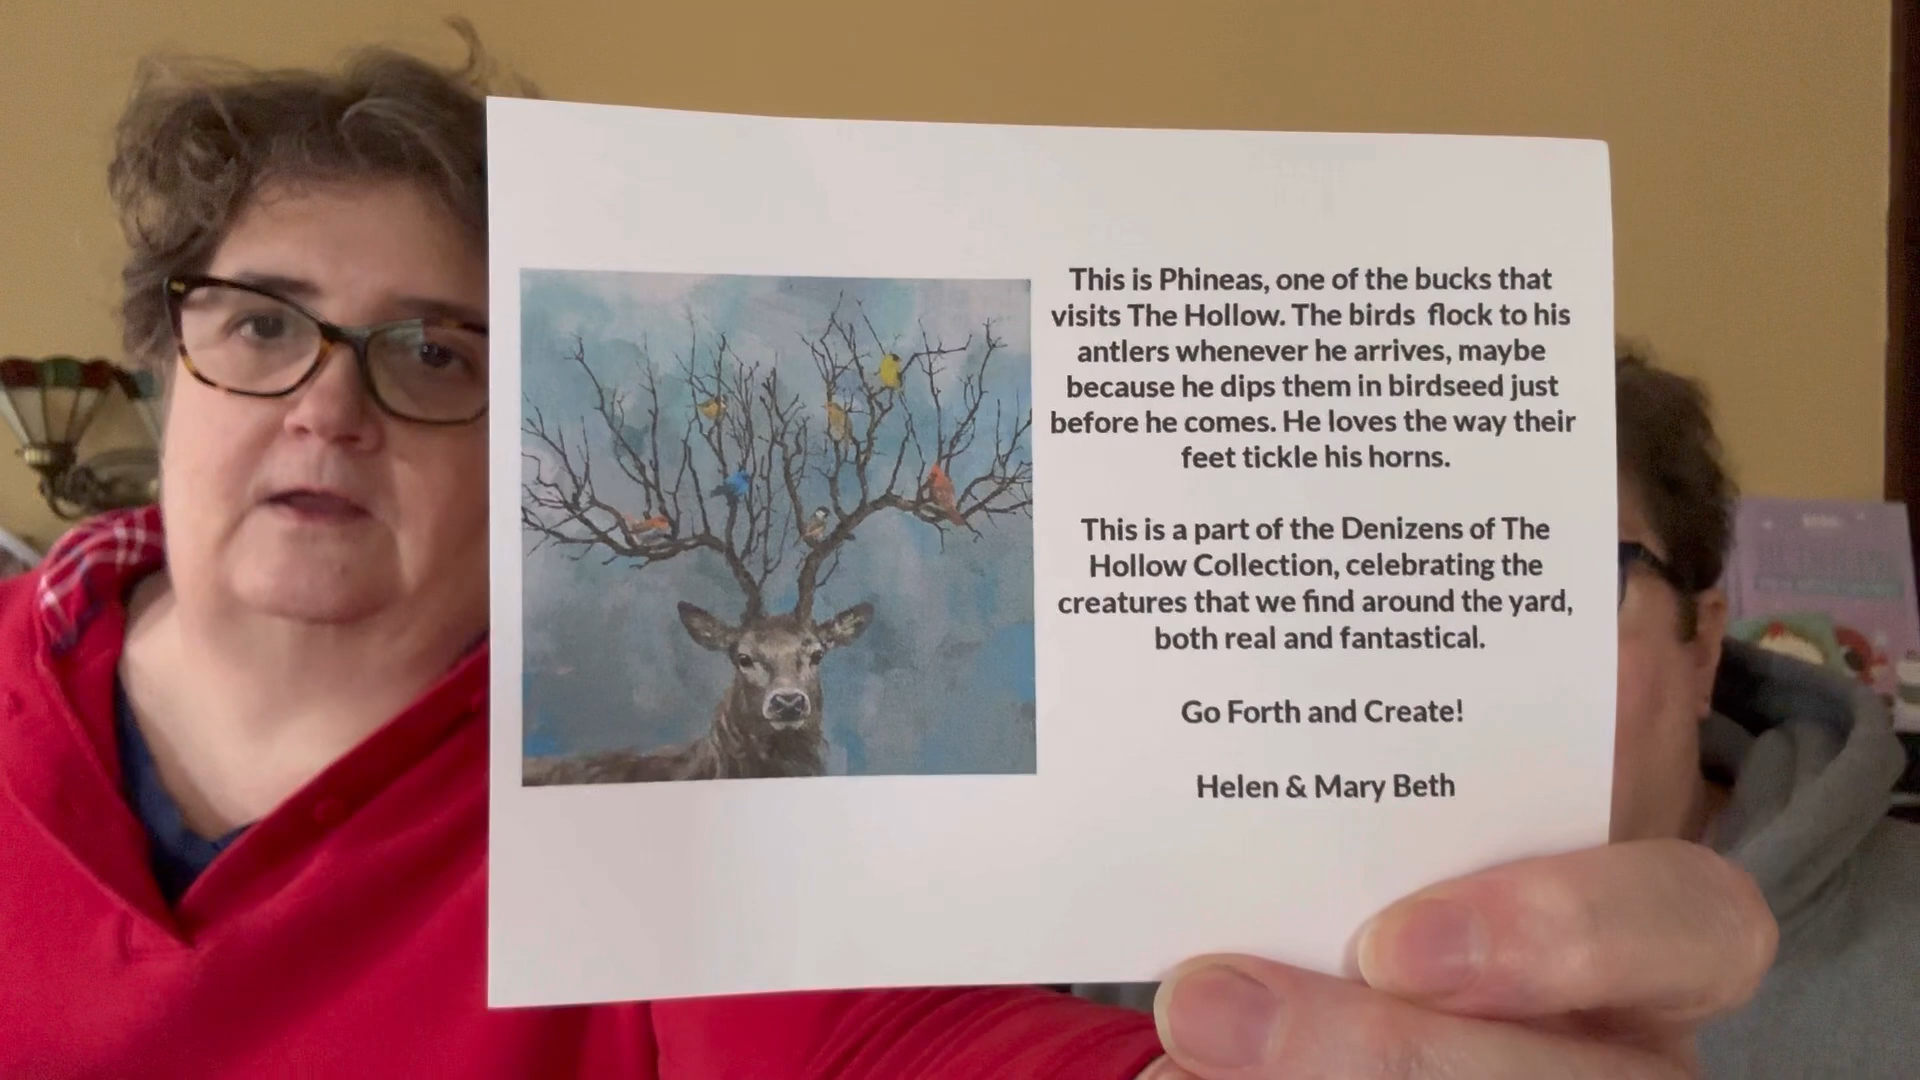 This is Phineas, one of the bucks that
visits The Hollow. The birds flock to his
antlers whenever he arrives, maybe
because he dips them in birdseed just
before he comes. He loves the way their
feet tickle his horns.
This is a part of the Denizens of The
Hollow Collection, celebrating the
creatures that we find around the yard,
both real and fantastical.
Go Forth and Create!
Helen & Mary Beth